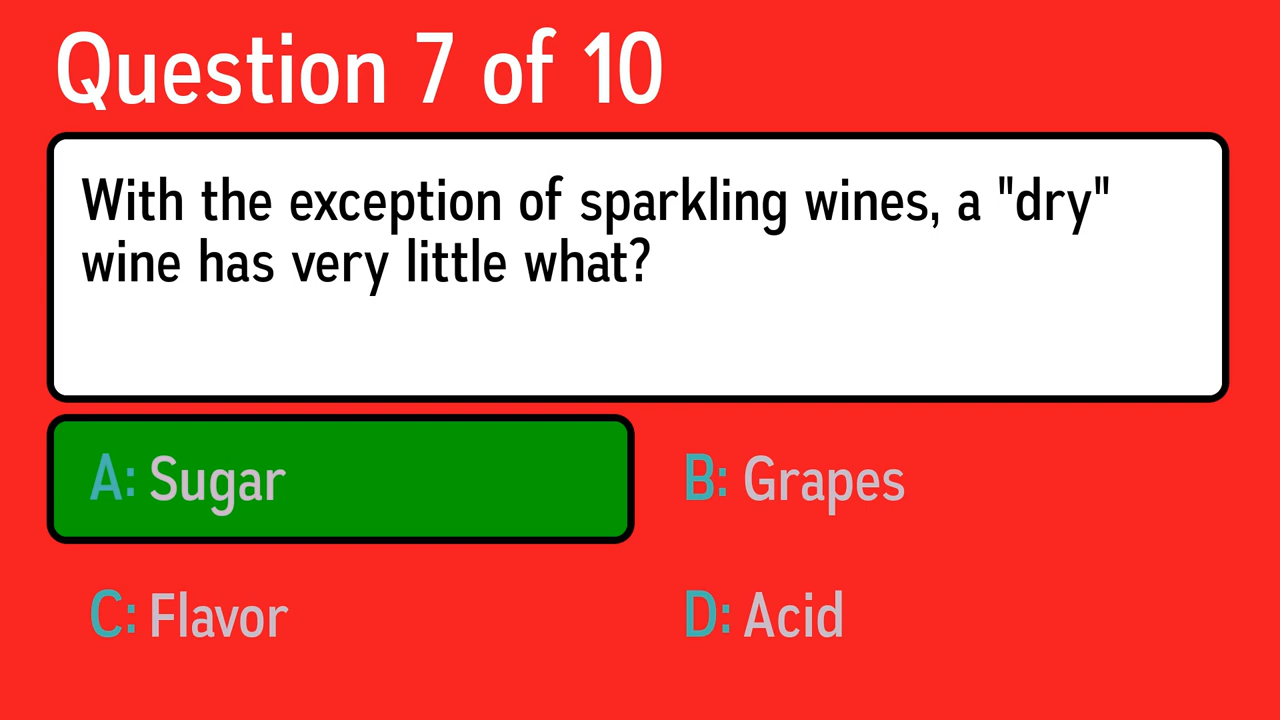 Question 7 of 10
With the exception of sparkling wines, a "dry"
wine has very little what?
A: Sugar
B: Grapes
C: Flavor
D: Acid